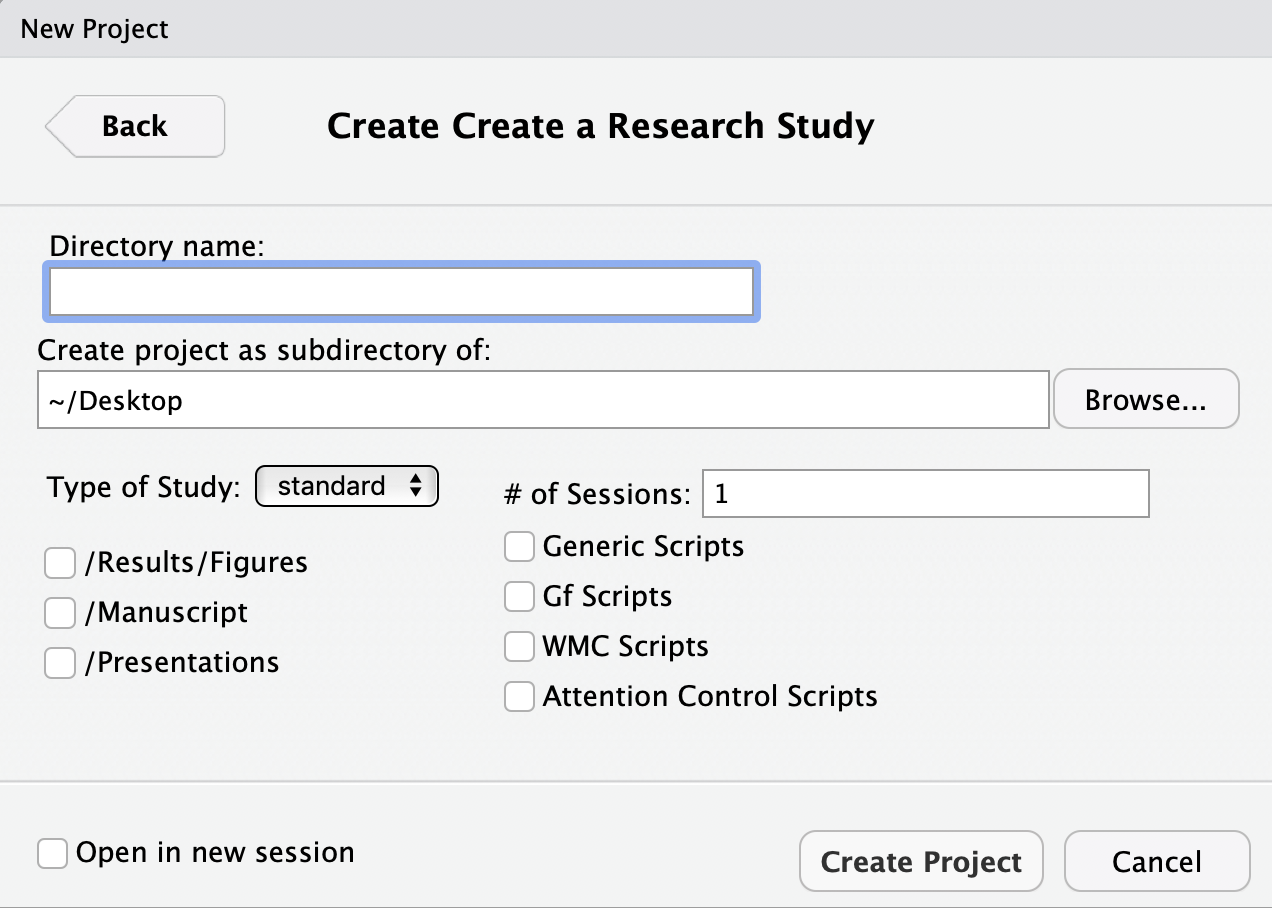 New Project
Back
Create Create a Research Study
Directory name:
Create project as subdirectory of:
~/Desktop
Browse...
Type of Study: standard
# of Sessions: 1
/Results/Figures
/Manuscript
/Presentations
Generic Scripts
Gf Scripts
WMC Scripts
Attention Control Scripts
Open in new session
Create Project
Cancel